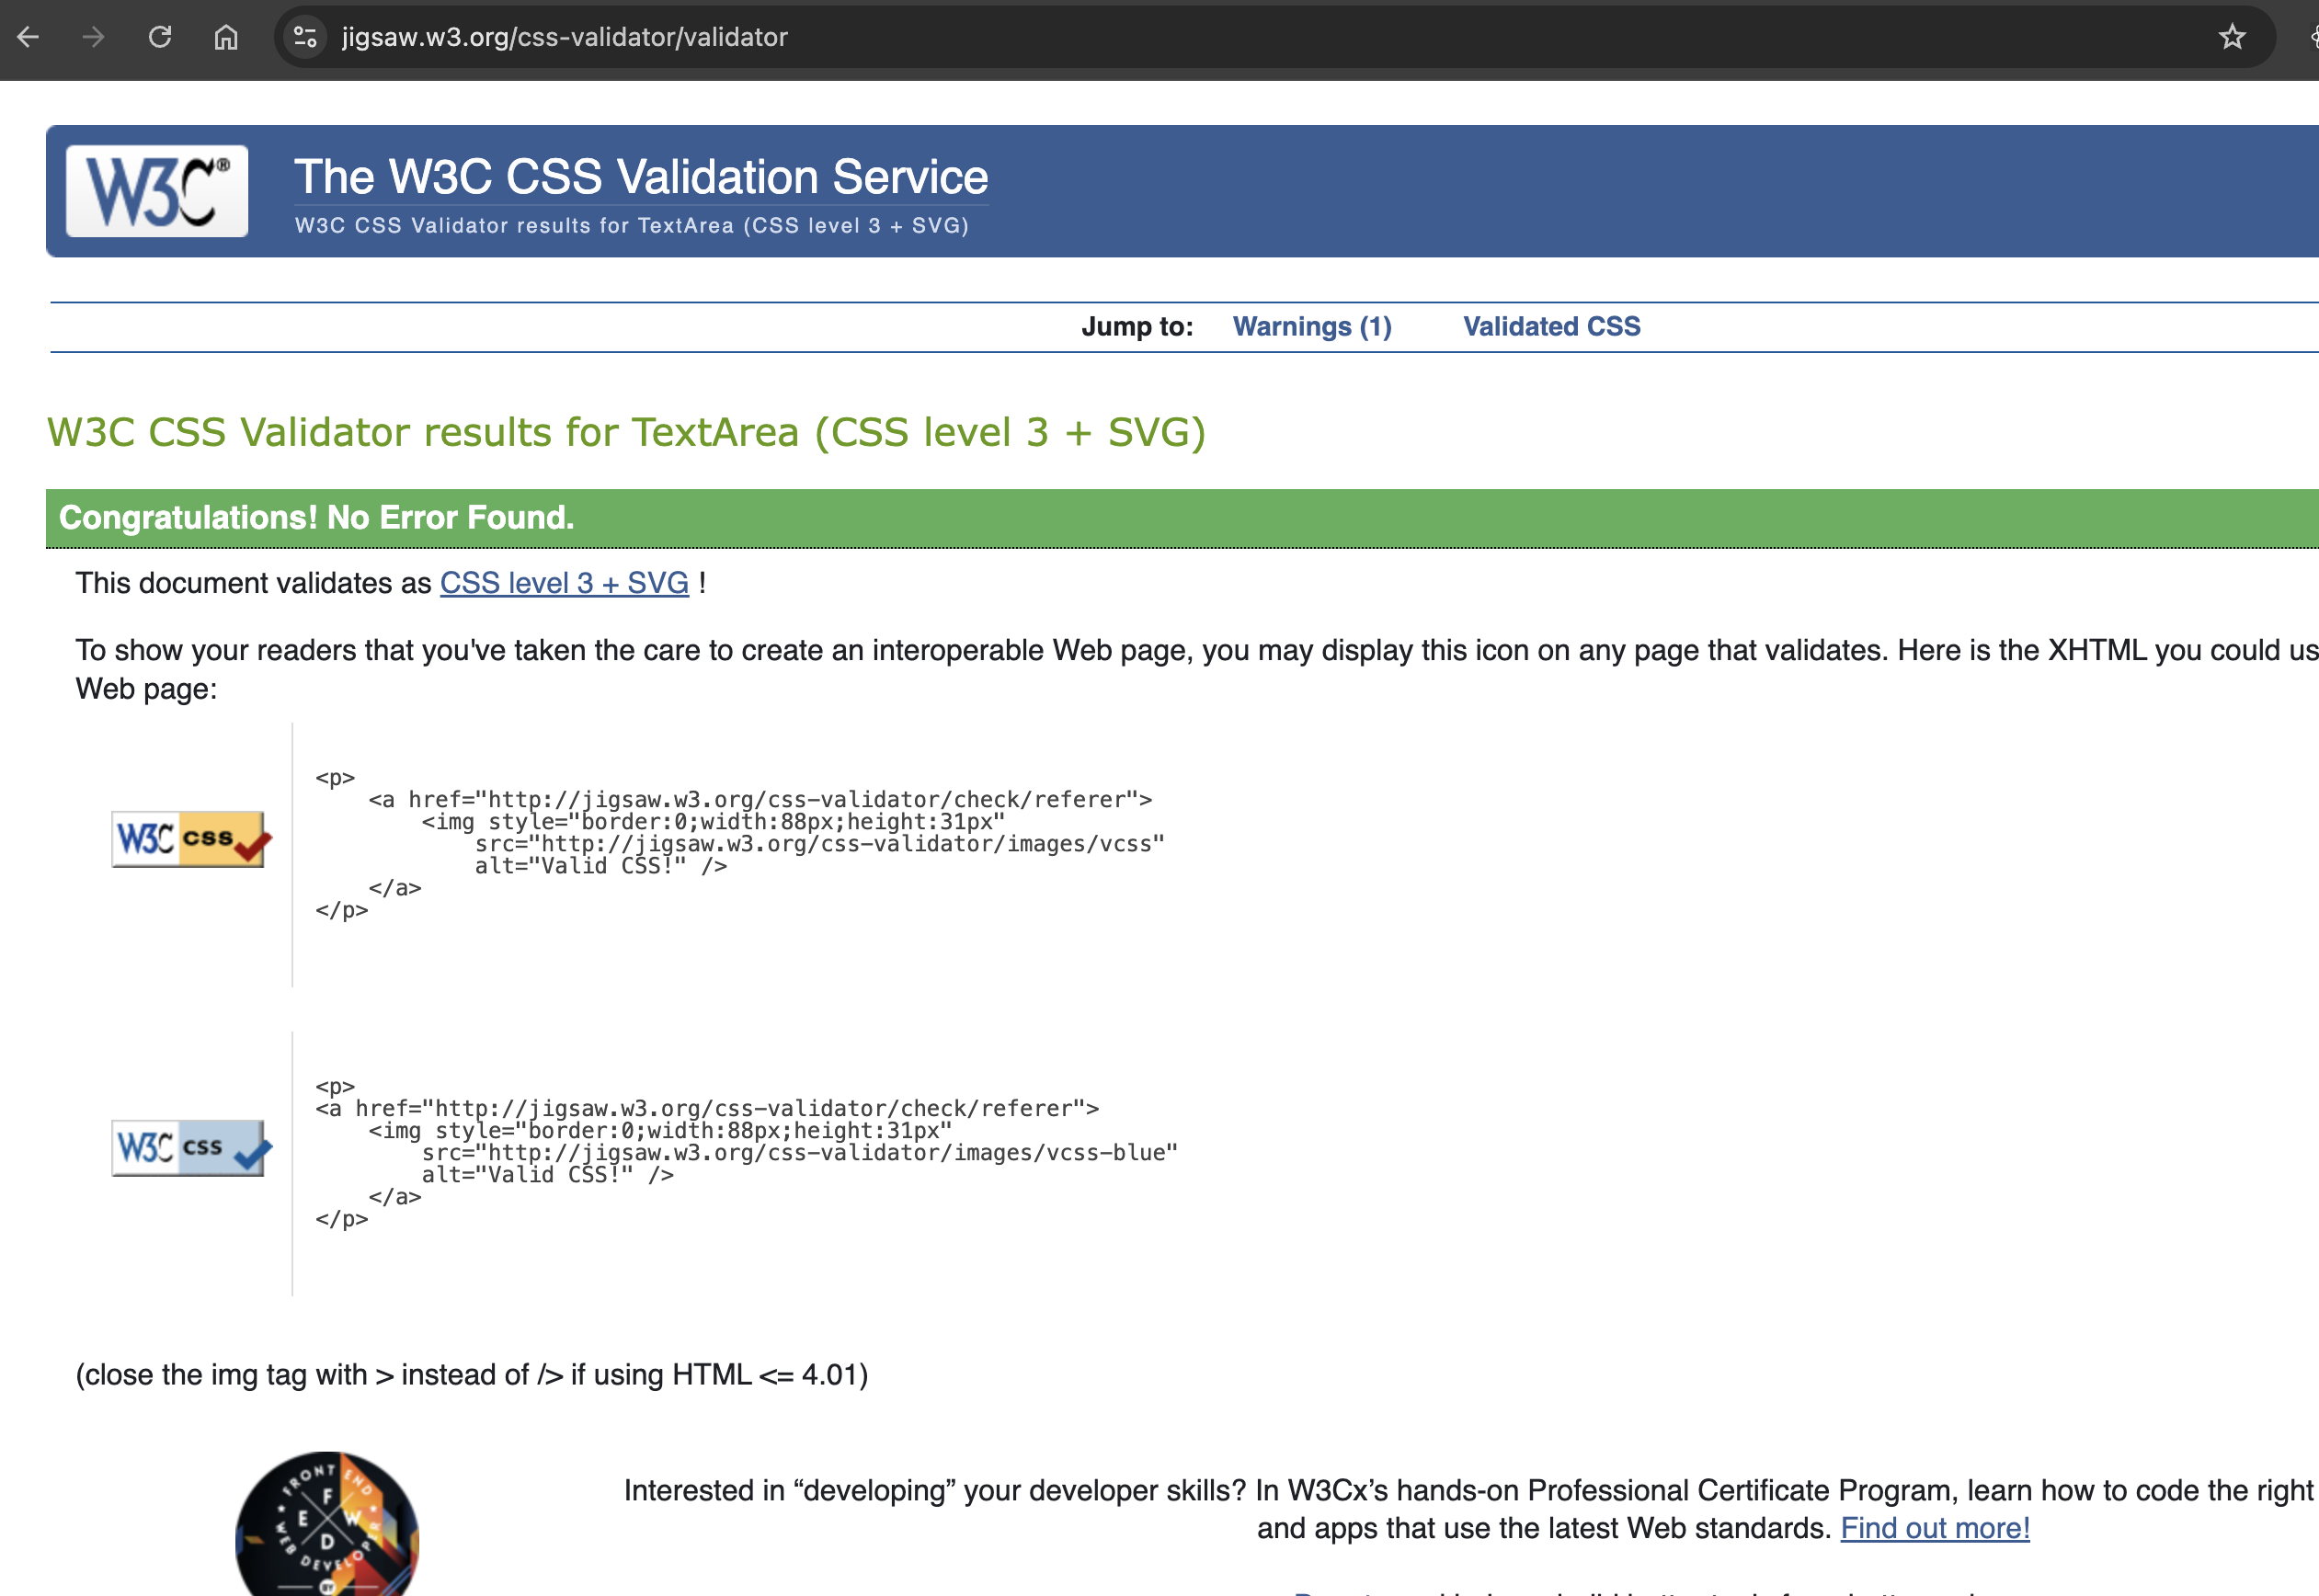 jigsaw.w3.org/css-validator/validator
W3C®
The W3C CSS Validation Service
W3C CSS Validator results for TextArea (CSS level 3 + SVG)
Jump to: Warnings (1) Validated CSS
W3C CSS Validator results for TextArea (CSS level 3 + SVG)
Congratulations! No Error Found.
This document validates as CSS level 3 + SVG !
To show your readers that you've taken the care to create an interoperable Web page, you may display this icon on any page that validates. Here is the XHTML you could us
Web page:
W3C css
<p>
    <a href="http://jigsaw.w3.org/css-validator/check/referer">
        <img style="border:0;width:88px;height:31px"
            src="http://jigsaw.w3.org/css-validator/images/vcss"
            alt="Valid CSS!" />
    </a>
</p>
W3C css
<p>
<a href="http://jigsaw.w3.org/css-validator/check/referer">
    <img style="border:0;width:88px;height:31px"
        src="http://jigsaw.w3.org/css-validator/images/vcss-blue"
        alt="Valid CSS!" />
    </a>
</p>
(close the img tag with > instead of /> if using HTML <= 4.01)
FRONT END
F
E W
D
WEB DEVELOPER
BY
Interested in “developing” your developer skills? In W3Cx’s hands-on Professional Certificate Program, learn how to code the right
and apps that use the latest Web standards. Find out more!